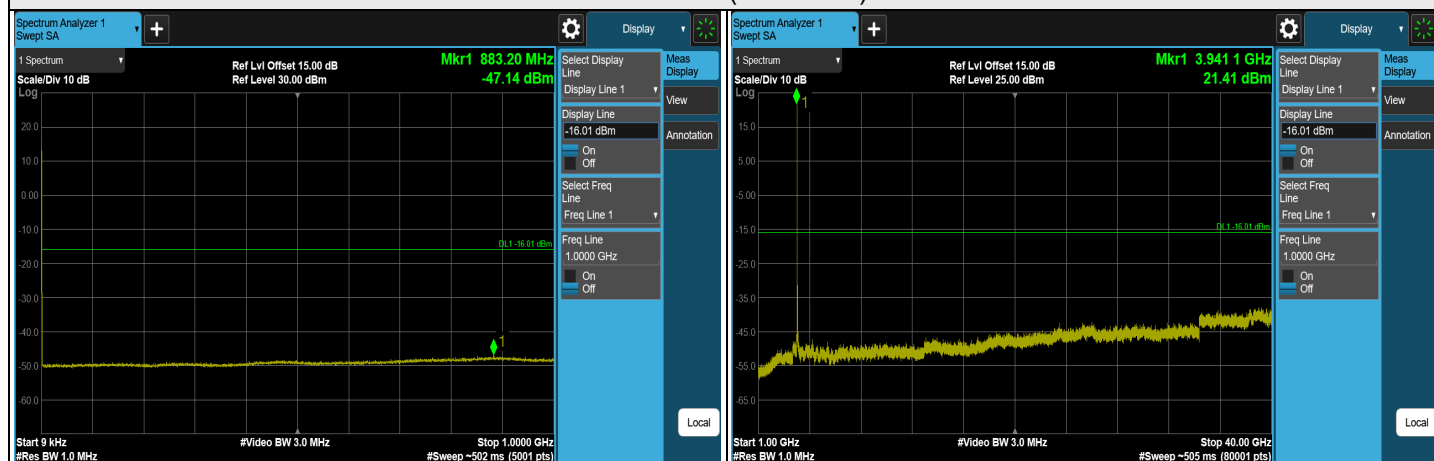 Spectrum Analyzer 1
Swept SA
+
Display
1 Spectrum
Scale/Div 10 dB
Log
Ref Lvl Offset 15.00 dB
Ref Level 30.00 dBm
Mkr1 883.20 MHz
-47.14 dBm
20.0
10.0
0.00
-10.0
-20.0
-30.0
-40.0
-50.0
-60.0
DL1 -16.01 dBm
1
Start 9 kHz
#Res BW 1.0 MHz
#Video BW 3.0 MHz
Stop 1.0000 GHz
#Sweep ~502 ms (5001 pts)
Select Display
Line
Display Line 1
Display Line
-16.01 dBm
On
Off
Select Freq
Line
Freq Line 1
Freq Line
1.0000 GHz
On
Off
Meas
Display
View
Annotation
Local
Spectrum Analyzer 1
Swept SA
+
Display
1 Spectrum
Scale/Div 10 dB
Log
Ref Lvl Offset 15.00 dB
Ref Level 25.00 dBm
Mkr1 3.941 1 GHz
21.41 dBm
15.0
5.00
-5.00
-15.0
-25.0
-35.0
-45.0
-55.0
-65.0
DL1 -16.01 dBm
1
Start 1.00 GHz
#Res BW 1.0 MHz
#Video BW 3.0 MHz
Stop 40.00 GHz
#Sweep ~505 ms (80001 pts)
Select Display
Line
Display Line 1
Display Line
-16.01 dBm
On
Off
Select Freq
Line
Freq Line 1
Freq Line
1.0000 GHz
On
Off
Meas
Display
View
Annotation
Local